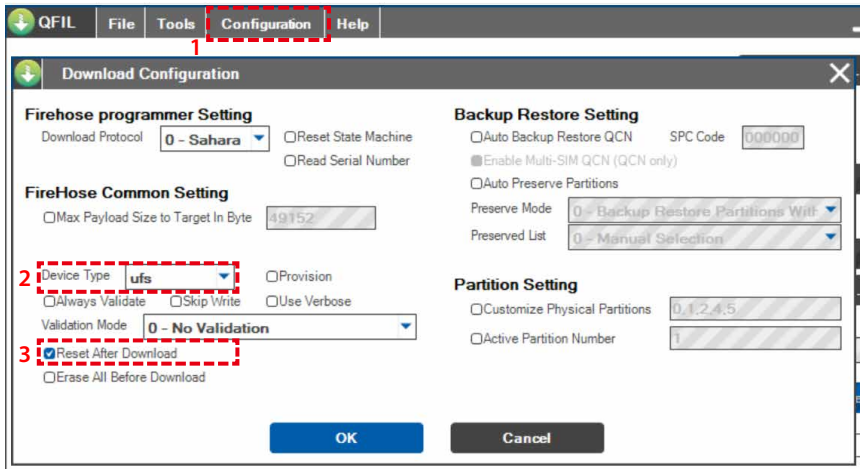 QFIL File Tools Configuration Help
1
Download Configuration
Firehose programmer Setting
Download Protocol 0 - Sahara Reset State Machine
Read Serial Number
FireHose Common Setting
Max Payload Size to Target In Byte 49152
2 Device Type ufs Provision
Always Validate Skip Write Use Verbose
Validation Mode 0 - No Validation
3 Reset After Download
Erase All Before Download
Backup Restore Setting
Auto Backup Restore QCN SPC Code 000000
Enable Multi-SIM QCN (QCN only)
Auto Preserve Partitions
Preserve Mode 0 - Backup Restore Partitions With
Preserved List 0 - Manual Selection
Partition Setting
Customize Physical Partitions 0,1,2,4,5
Active Partition Number 1
OK Cancel